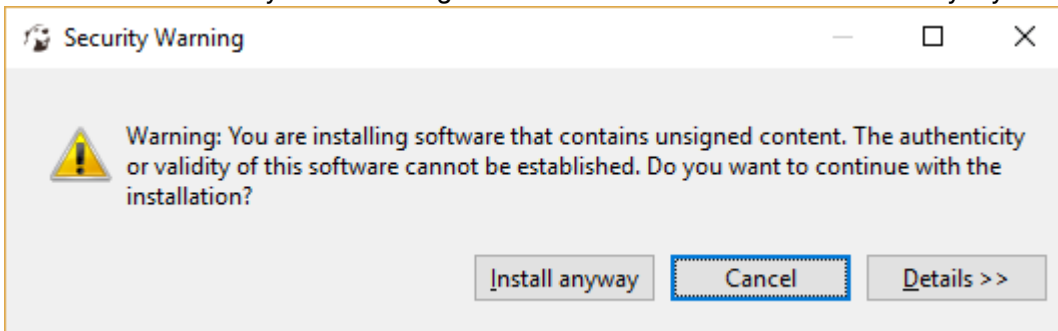 Security Warning
Warning: You are installing software that contains unsigned content. The authenticity
or validity of this software cannot be established. Do you want to continue with the
installation?
Install anyway Cancel Details >>